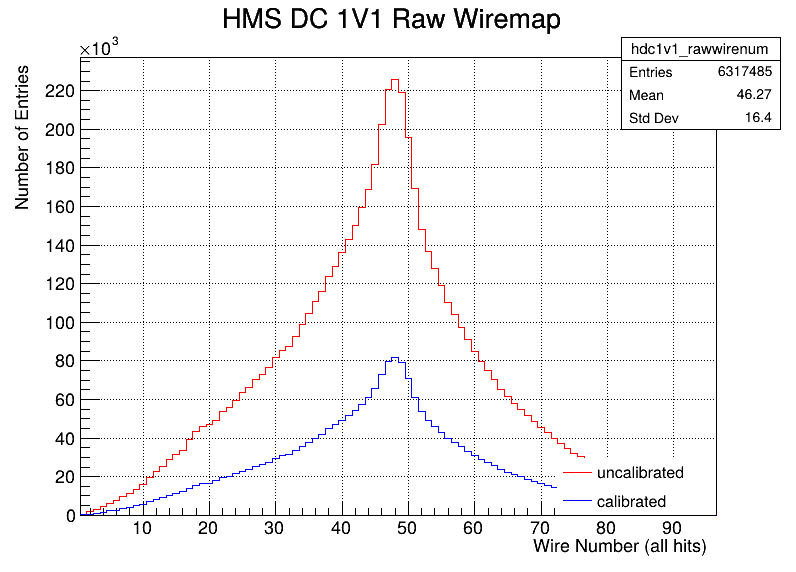 HMS DC 1V1 Raw Wiremap
×10³
hdc1v1_rawwirenum
Entries 6317485
Mean 46.27
Std Dev 16.4
Number of Entries
220
200
180
160
140
120
100
80
60
40
20
0
uncalibrated
calibrated
10 20 30 40 50 60 70 80 90
Wire Number (all hits)